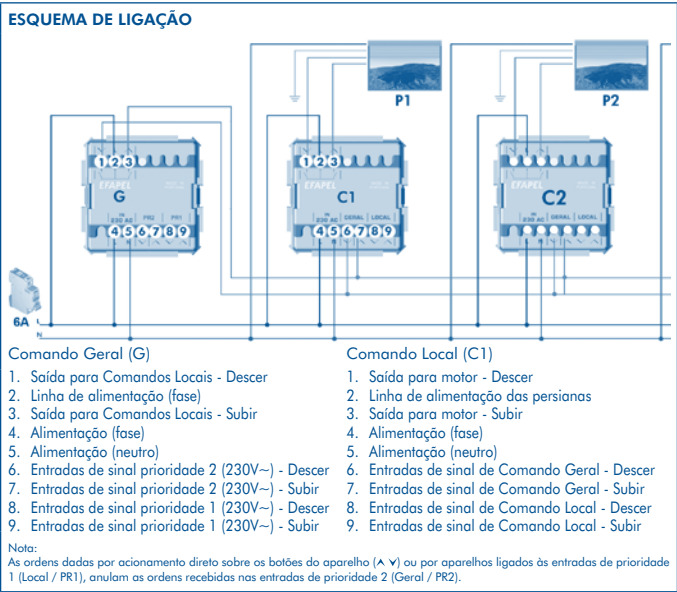 ESQUEMA DE LIGAÇÃO
P1
P2
1 2 3
EFAPEL
G
IN
230 AC
PR2
PR1
N
4 5 6 7 8 9
1 2 3
EFAPEL
C1
IN
230 AC
GERAL
LOCAL
N
4 5 6 7 8 9
EFAPEL
C2
IN
230 AC
GERAL
LOCAL
N
6A
L
N
Comando Geral (G)
1. Saída para Comandos Locais - Descer
2. Linha de alimentação (fase)
3. Saída para Comandos Locais - Subir
4. Alimentação (fase)
5. Alimentação (neutro)
6. Entradas de sinal prioridade 2 (230V~) - Descer
7. Entradas de sinal prioridade 2 (230V~) - Subir
8. Entradas de sinal prioridade 1 (230V~) - Descer
9. Entradas de sinal prioridade 1 (230V~) - Subir
Comando Local (C1)
1. Saída para motor - Descer
2. Linha de alimentação das persianas
3. Saída para motor - Subir
4. Alimentação (fase)
5. Alimentação (neutro)
6. Entradas de sinal de Comando Geral - Descer
7. Entradas de sinal de Comando Geral - Subir
8. Entradas de sinal de Comando Local - Descer
9. Entradas de sinal de Comando Local - Subir
Nota:
As ordens dadas por acionamento direto sobre os botões do aparelho (⋏ ⋎) ou por aparelhos ligados às entradas de prioridade
1 (Local / PR1), anulam as ordens recebidas nas entradas de prioridade 2 (Geral / PR2).